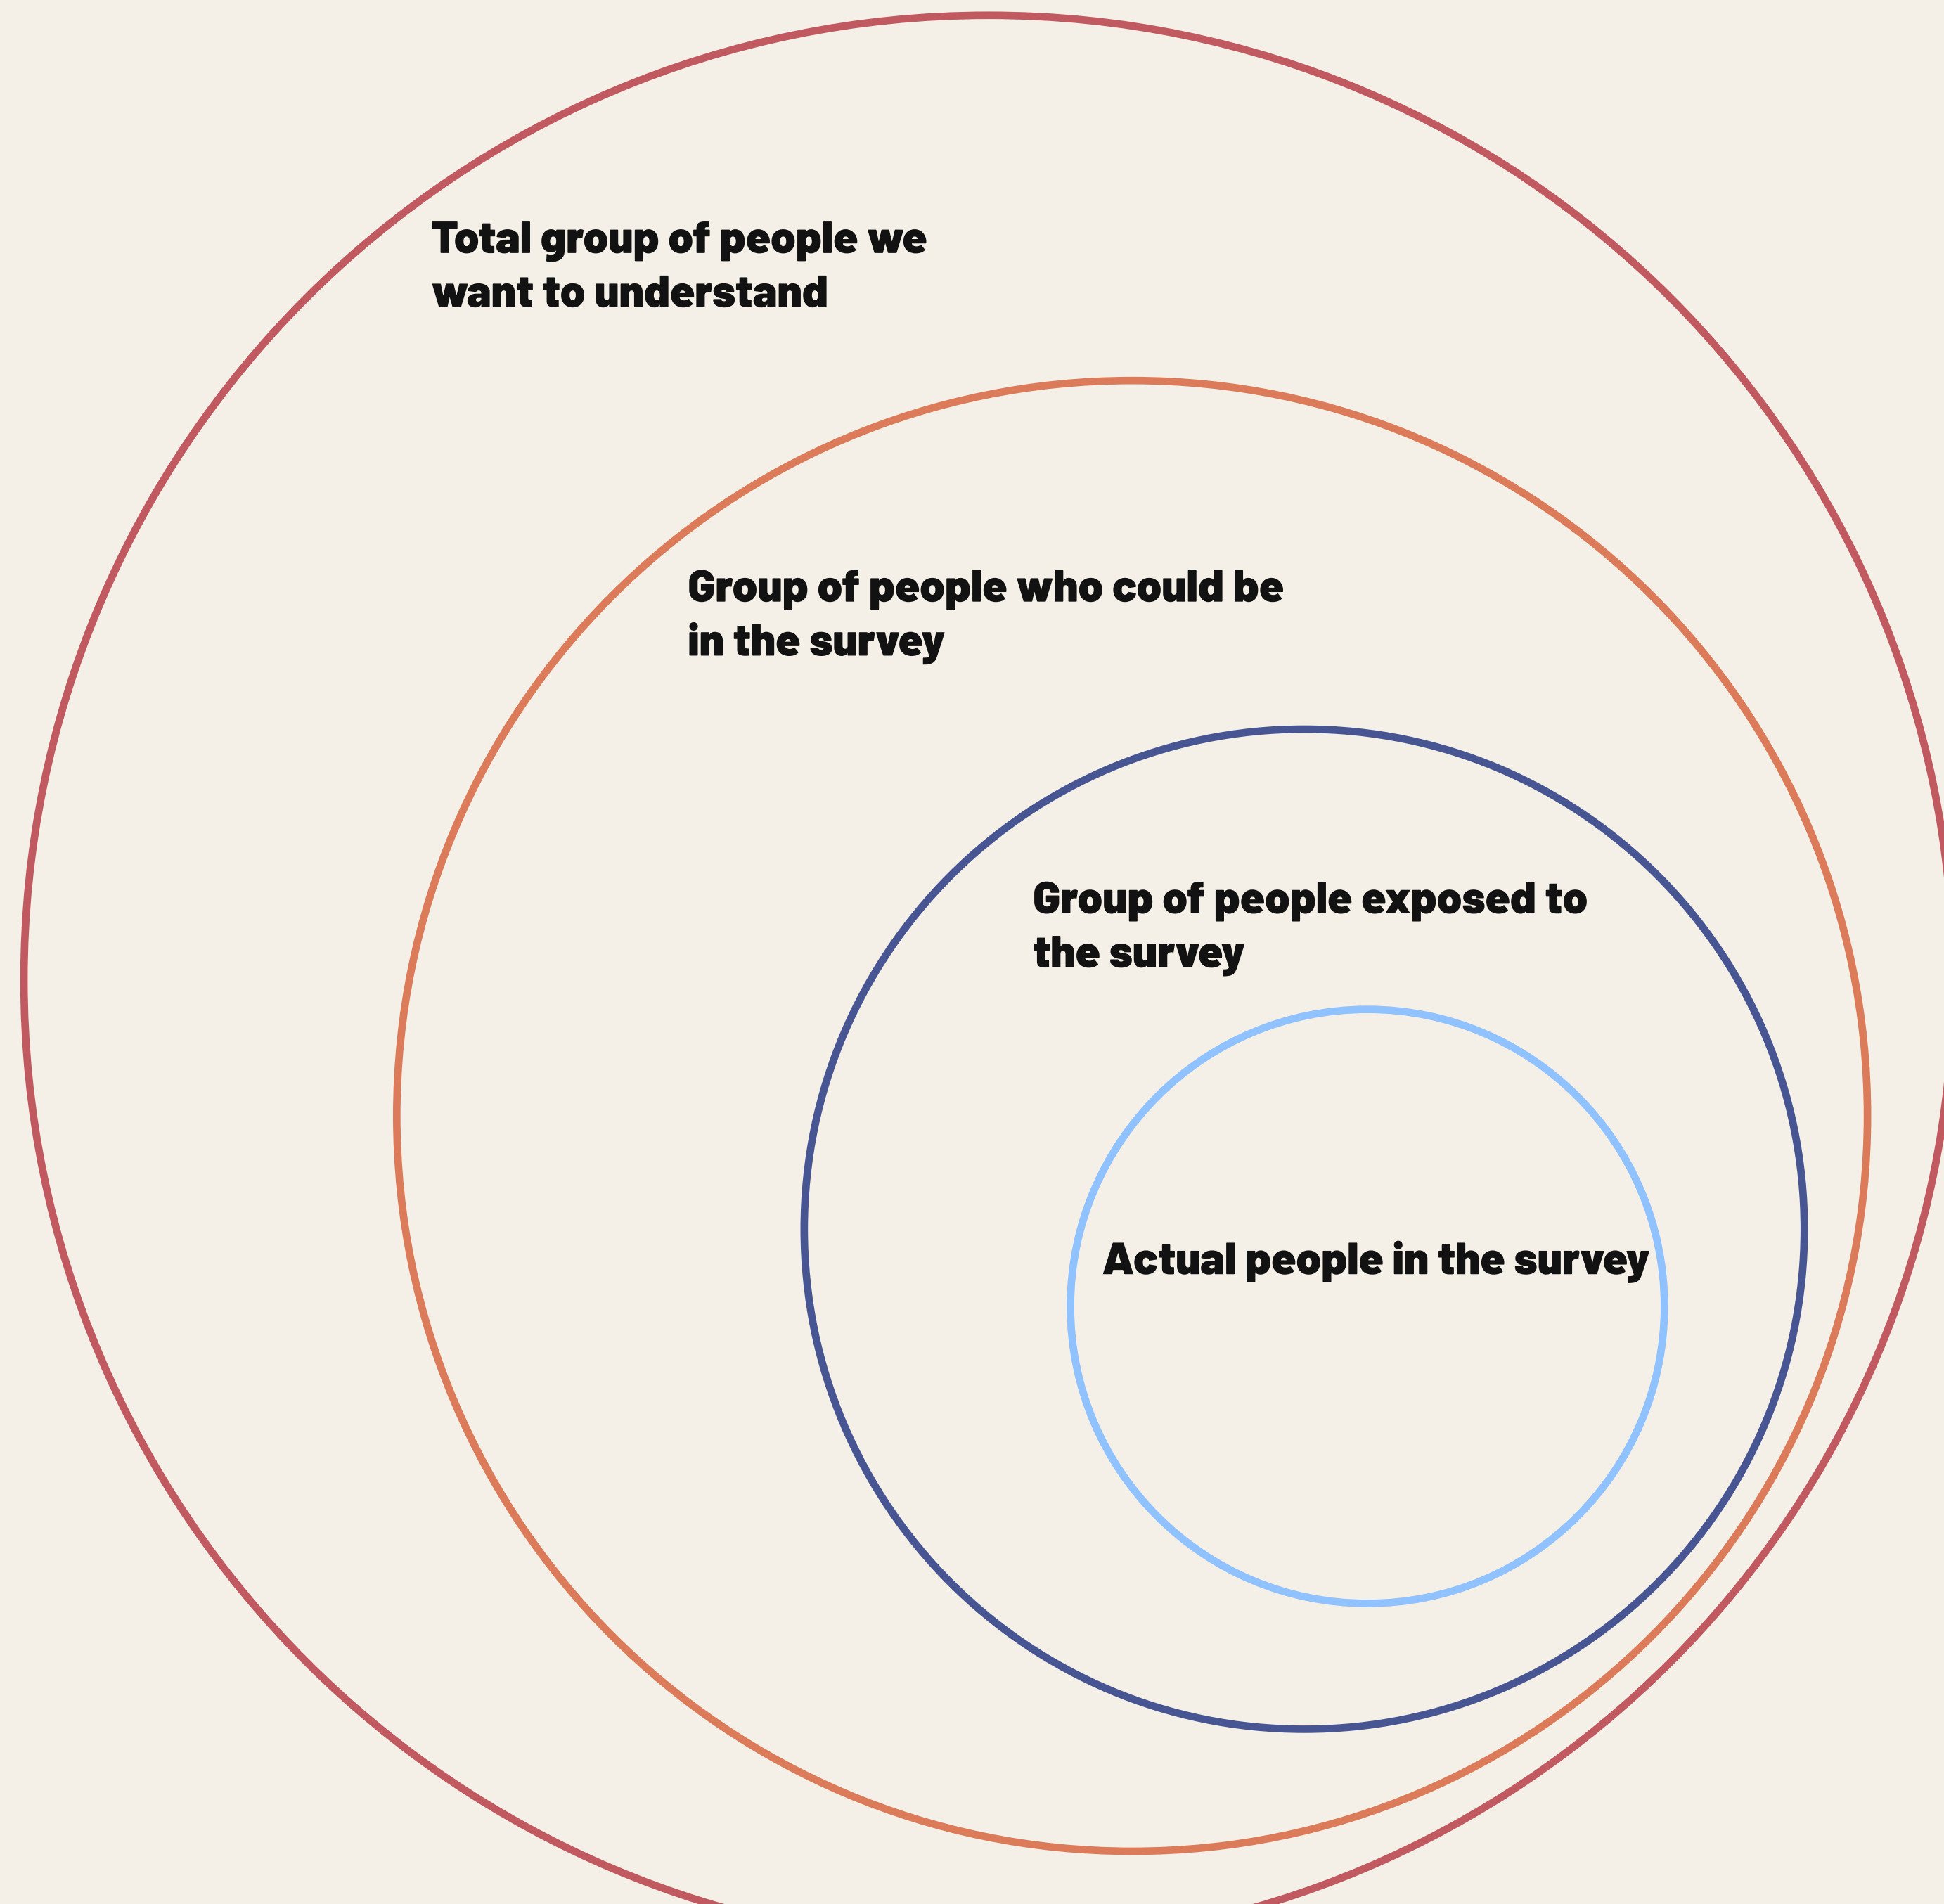 Total group of people we
want to understand
Group of people who could be
in the survey
Group of people exposed to
the survey
Actual people in the survey